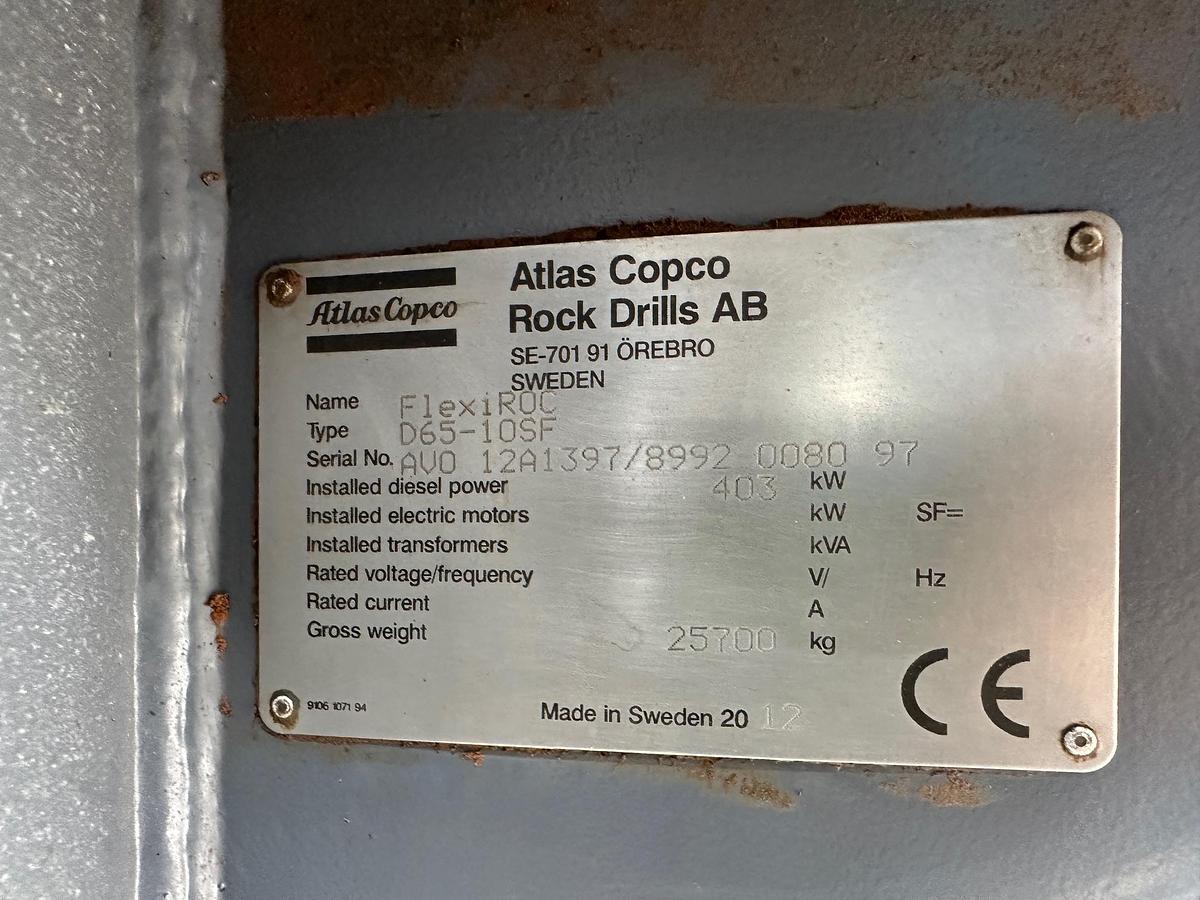 Atlas Copco
Atlas Copco
Rock Drills AB
SE-701 91 ÖREBRO
SWEDEN
Name FlexiROC
Type D65-10SF
Serial No. AVO 12A1397/8992 0080 97
Installed diesel power 403 kW
Installed electric motors kW SF=
Installed transformers kVA
Rated voltage/frequency V/ Hz
Rated current A
Gross weight 25700 kg
9106 1071 94
Made in Sweden 20 12
CE